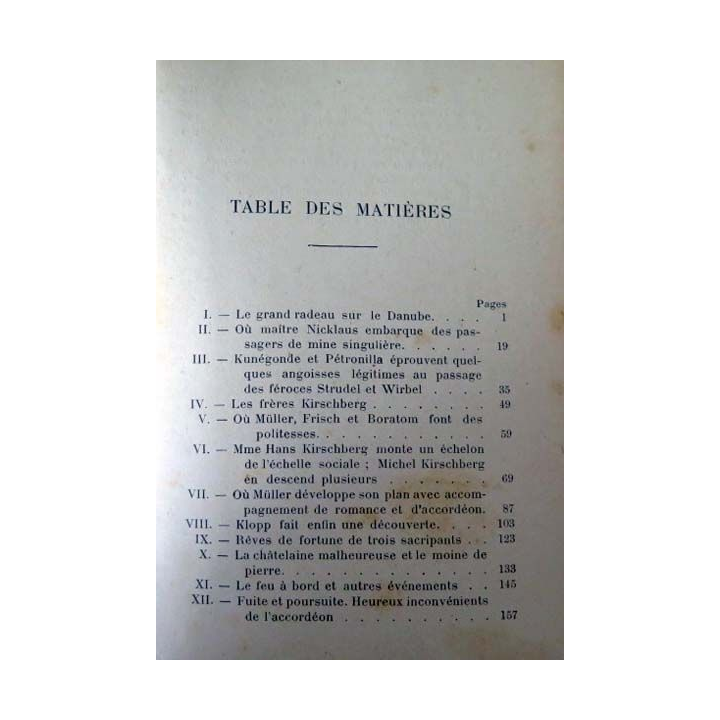 TABLE DES MATIÈRES
Pages
I. — Le grand radeau sur le Danube. . . . 1
II. — Où maître Nicklaus embarque des pas-
sagers de mine singulière. . . . . . 19
III. — Kunégonde et Pétronilla éprouvent quel-
ques angoisses légitimes au passage
des féroces Strudel et Wirbel . . . . 35
IV. — Les frères Kirschberg . . . . . . . . 49
V. — Où Müller, Frisch et Boratom font des
politesses. . . . . . . . . . . . 59
VI. — Mme Hans Kirschberg monte un échelon
de l'échelle sociale ; Michel Kirschberg
en descend plusieurs . . . . . . . 69
VII. — Où Müller développe son plan avec accom-
pagnement de romance et d'accordéon. 87
VIII. — Klopp fait enfin une découverte. . . . 103
IX. — Rêves de fortune de trois sacripants . . 123
X. — La châtelaine malheureuse et le moine de
pierre. . . . . . . . . . . . . 133
XI. — Le feu à bord et autres événements . . 145
XII. — Fuite et poursuite. Heureux inconvénients
de l'accordéon . . . . . . . . . . 157